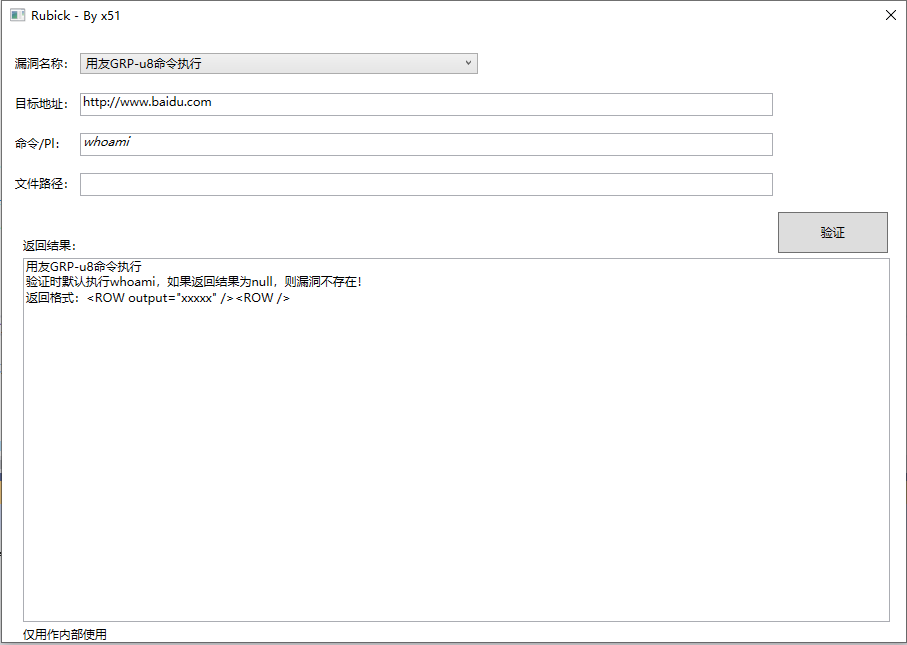 Rubick - By x51
漏洞名称： 用友GRP-u8命令执行
目标地址： http://www.baidu.com
命令/Pl： whoami
文件路径：
验证
返回结果：
用友GRP-u8命令执行
验证时默认执行whoami，如果返回结果为null，则漏洞不存在！
返回格式：<ROW output="xxxxx" /><ROW />
仅用作内部使用